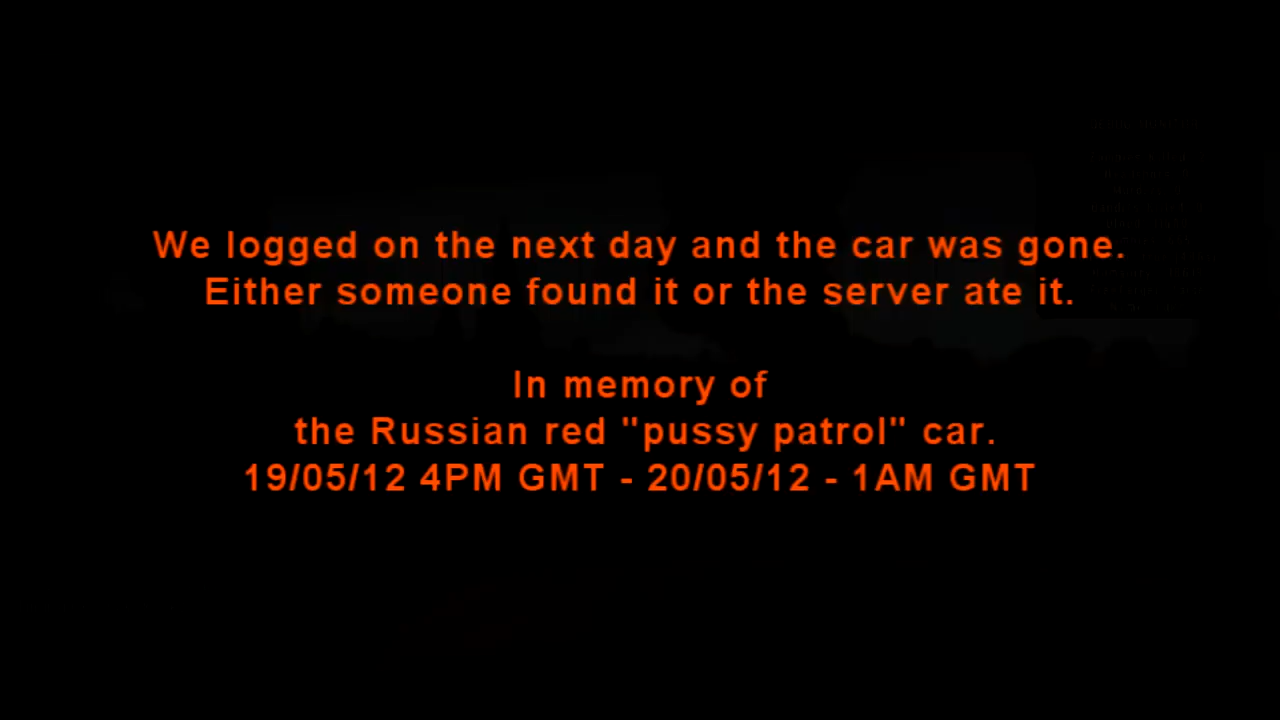 We logged on the next day and the car was gone.
Either someone found it or the server ate it.
In memory of
the Russian red "pussy patrol" car.
19/05/12 4PM GMT - 20/05/12 - 1AM GMT